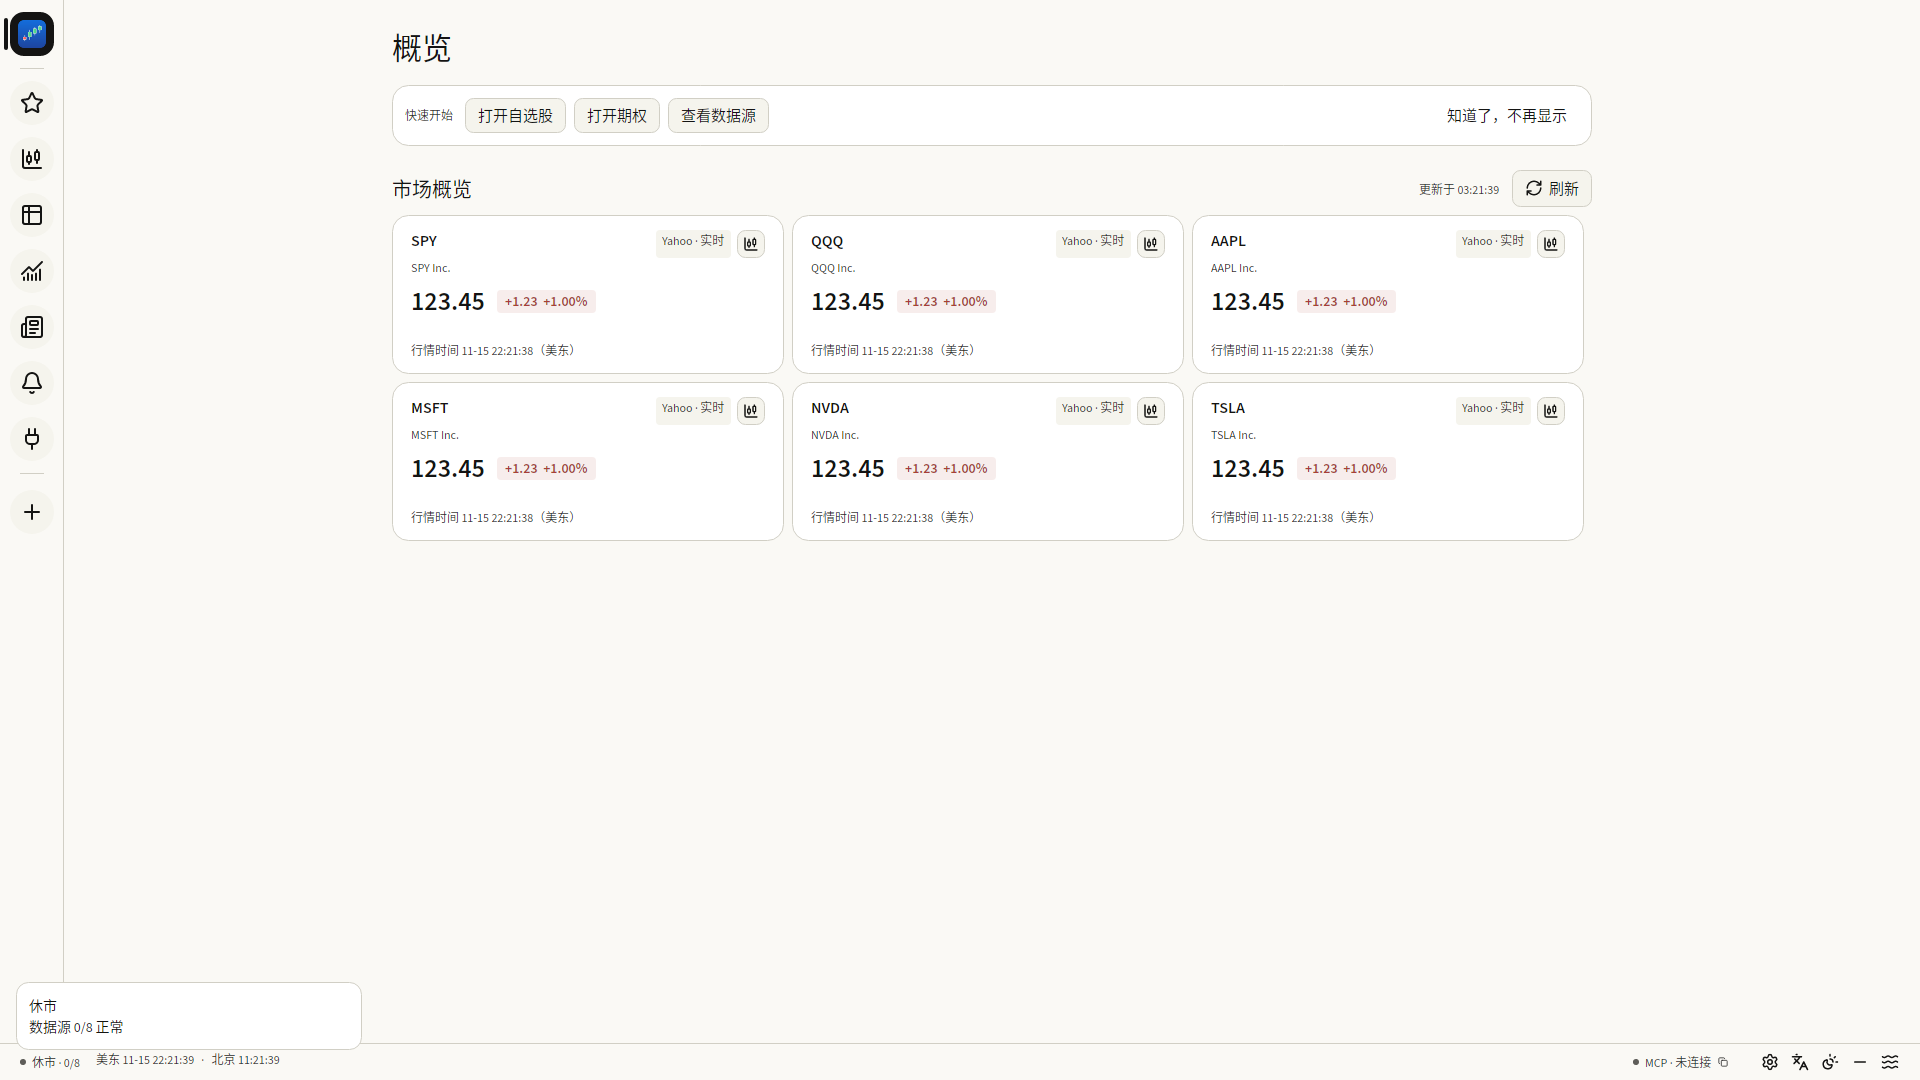 概览
快速开始 打开自选股 打开期权 查看数据源 知道了，不再显示
市场概览 更新于 03:21:39 刷新
SPY Yahoo · 实时
SPY Inc.
123.45 +1.23 +1.00%
行情时间 11-15 22:21:38（美东）
QQQ Yahoo · 实时
QQQ Inc.
123.45 +1.23 +1.00%
行情时间 11-15 22:21:38（美东）
AAPL Yahoo · 实时
AAPL Inc.
123.45 +1.23 +1.00%
行情时间 11-15 22:21:38（美东）
MSFT Yahoo · 实时
MSFT Inc.
123.45 +1.23 +1.00%
行情时间 11-15 22:21:38（美东）
NVDA Yahoo · 实时
NVDA Inc.
123.45 +1.23 +1.00%
行情时间 11-15 22:21:38（美东）
TSLA Yahoo · 实时
TSLA Inc.
123.45 +1.23 +1.00%
行情时间 11-15 22:21:38（美东）
休市
数据源 0/8 正常
休市 · 0/8 美东 11-15 22:21:39 · 北京 11:21:39 MCP · 未连接